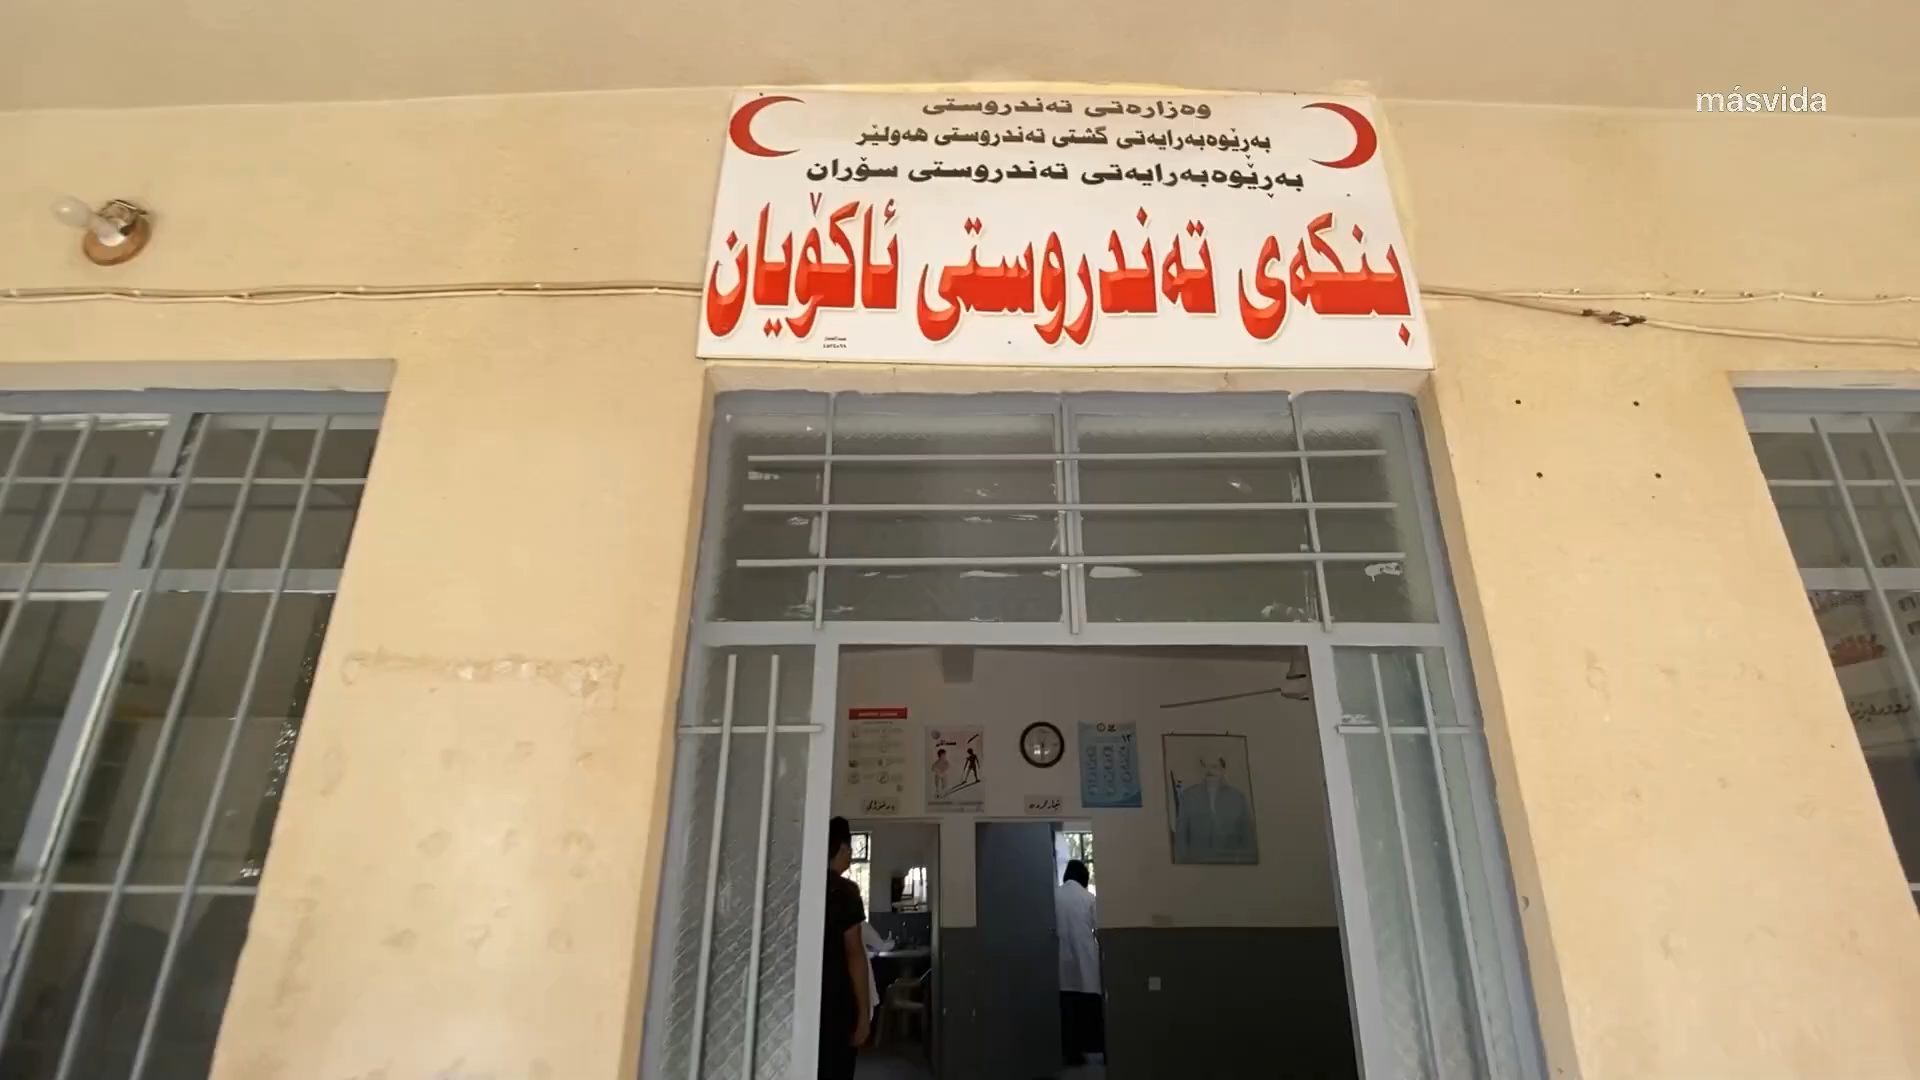 másvida
وەزارەتی تەندروستی
بەڕێوەبەرایەتی گشتی تەندروستی هەولێر
بەڕێوەبەرایەتی تەندروستی سۆران
بنکەی تەندروستی ئاکۆیان